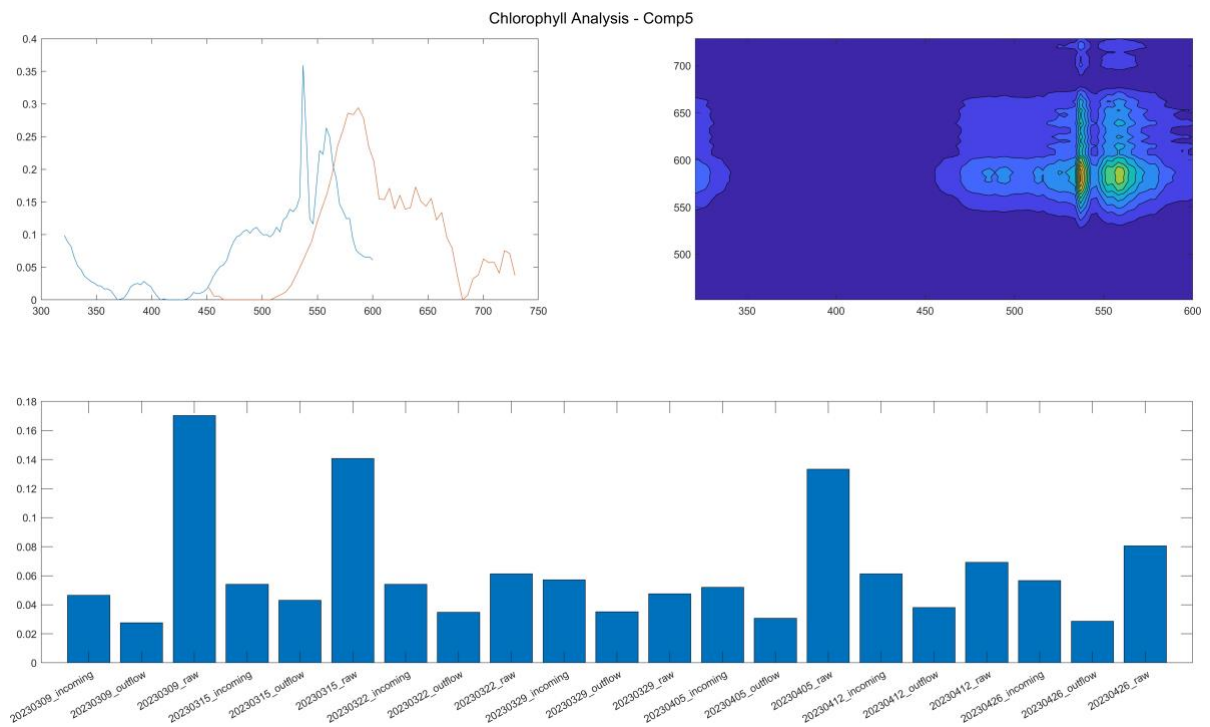 Chlorophyll Analysis - Comp5
0.4
0.35
0.3
0.25
0.2
0.15
0.1
0.05
0
300 350 400 450 500 550 600 650 700 750
700
650
600
550
500
350 400 450 500 550 600
0.18
0.16
0.14
0.12
0.1
0.08
0.06
0.04
0.02
0
20230309_incoming
20230309_outflow
20230309_raw
20230315_incoming
20230315_outflow
20230315_raw
20230322_incoming
20230322_outflow
20230322_raw
20230329_incoming
20230329_outflow
20230329_raw
20230405_incoming
20230405_outflow
20230405_raw
20230412_incoming
20230412_outflow
20230412_raw
20230426_incoming
20230426_outflow
20230426_raw